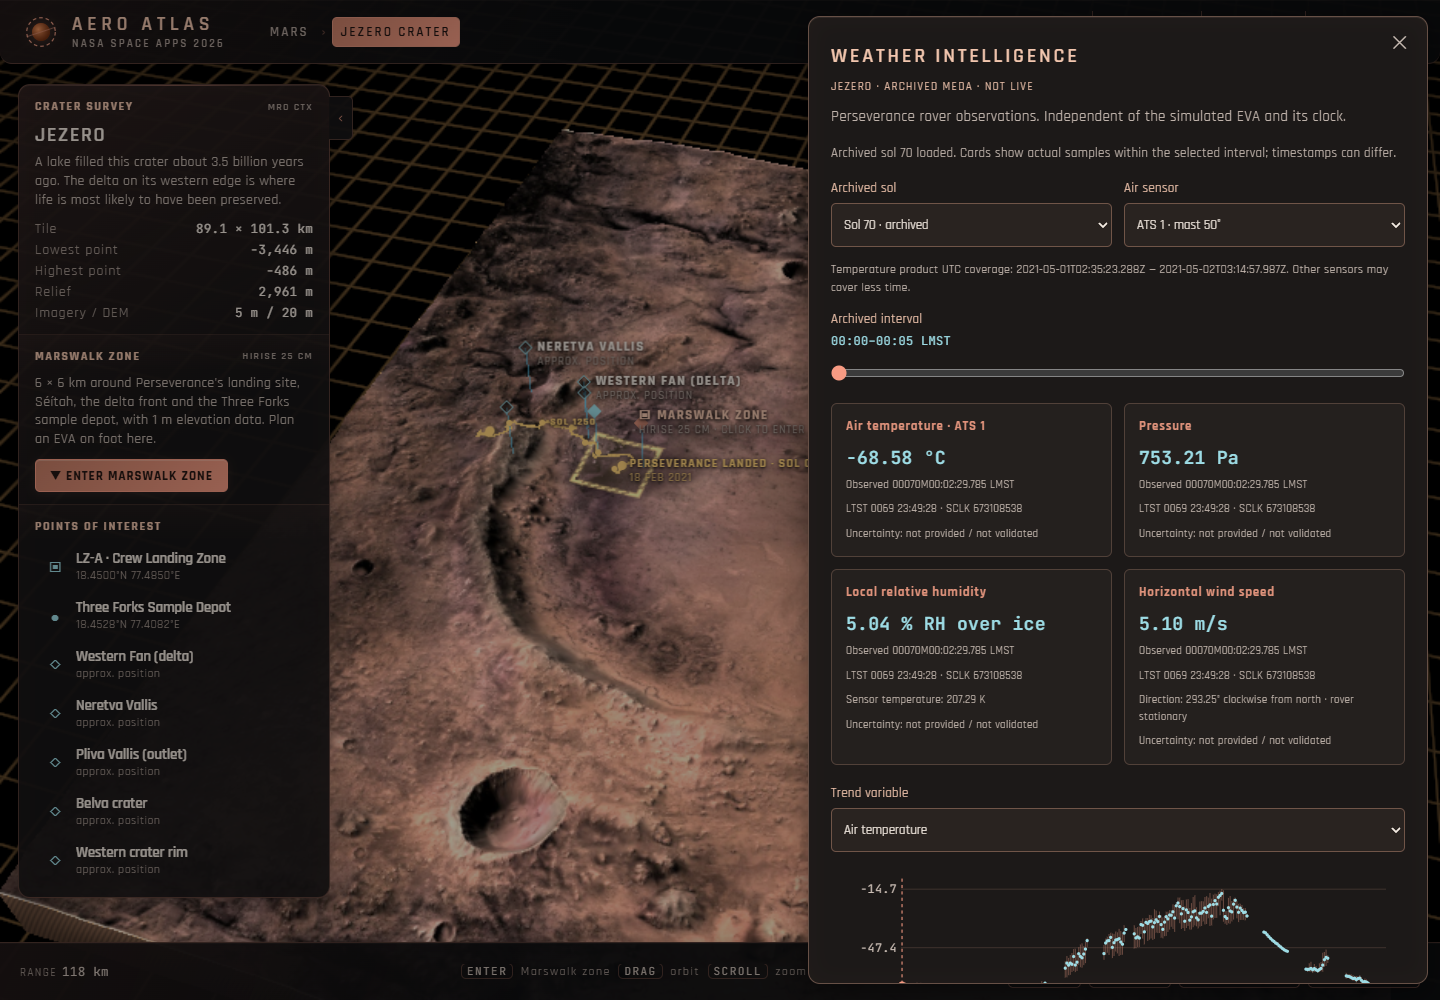 AERO ATLAS
NASA SPACE APPS 2026
MARS
›
JEZERO CRATER
CRATER SURVEY
MRO CTX
JEZERO
A lake filled this crater about 3.5 billion years
ago. The delta on its western edge is where
life is most likely to have been preserved.
Tile 89.1 × 101.3 km
Lowest point -3,446 m
Highest point -486 m
Relief 2,961 m
Imagery / DEM 5 m / 20 m
MARSWALK ZONE
HIRISE 25 CM
6 × 6 km around Perseverance's landing site,
Séítah, the delta front and the Three Forks
sample depot, with 1 m elevation data. Plan
an EVA on foot here.
▼ ENTER MARSWALK ZONE
POINTS OF INTEREST
LZ-A · Crew Landing Zone
18.4500°N 77.4850°E
Three Forks Sample Depot
18.4528°N 77.4082°E
Western Fan (delta)
approx. position
Neretva Vallis
approx. position
Pliva Vallis (outlet)
approx. position
Belva crater
approx. position
Western crater rim
approx. position
‹
NERETVA VALLIS
APPROX. POSITION
WESTERN FAN (DELTA)
APPROX. POSITION
MARSWALK ZONE
HIRISE 25 CM · CLICK TO ENTER
SOL 1250
PERSEVERANCE LANDED · SOL 0
18 FEB 2021
RANGE 118 km
ENTER Marswalk zone DRAG orbit SCROLL zoom
WEATHER INTELLIGENCE
JEZERO · ARCHIVED MEDA · NOT LIVE
Perseverance rover observations. Independent of the simulated EVA and its clock.
Archived sol 70 loaded. Cards show actual samples within the selected interval; timestamps can differ.
Archived sol
Air sensor
Sol 70 · archived
ATS 1 · mast 50°
Temperature product UTC coverage: 2021-05-01T02:35:23.288Z — 2021-05-02T03:14:57.987Z. Other sensors may
cover less time.
Archived interval
00:00–00:05 LMST
Air temperature · ATS 1
-68.58 °C
Observed 00070M00:02:29.785 LMST
LTST 0069 23:49:28 · SCLK 673108538
Uncertainty: not provided / not validated
Pressure
753.21 Pa
Observed 00070M00:02:29.785 LMST
LTST 0069 23:49:28 · SCLK 673108538
Uncertainty: not provided / not validated
Local relative humidity
5.04 % RH over ice
Observed 00070M00:02:29.785 LMST
LTST 0069 23:49:28 · SCLK 673108538
Sensor temperature: 207.29 K
Uncertainty: not provided / not validated
Horizontal wind speed
5.10 m/s
Observed 00070M00:02:29.785 LMST
LTST 0069 23:49:28 · SCLK 673108538
Direction: 293.25° clockwise from north · rover
stationary
Uncertainty: not provided / not validated
Trend variable
Air temperature
-14.7
-47.4